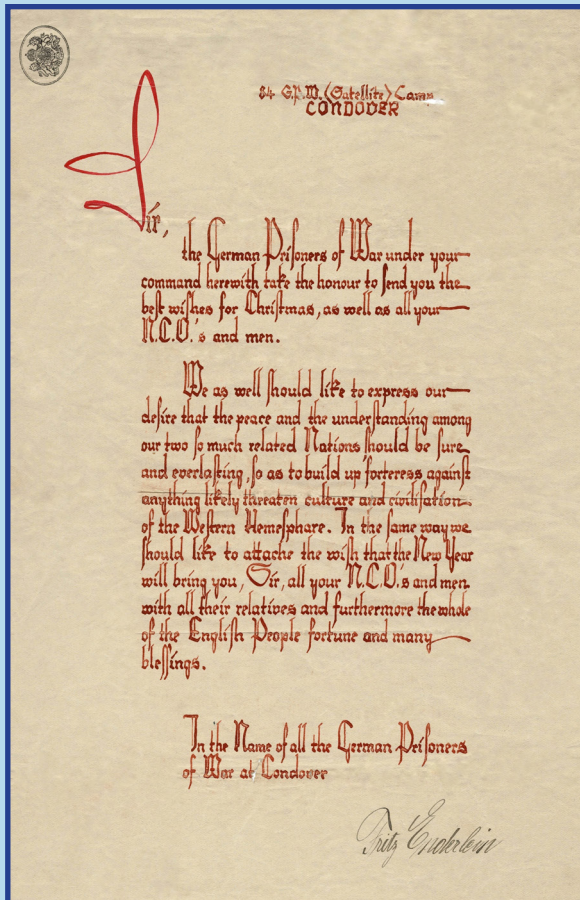 84 G.P.W. (Satellite) Camp
CONDOVER
Sir,
the German Prisoners of War under your
command herewith take the honour to send you the
best wishes for Christmas, as well as all your
N.C.O.'s and men.
We as well should like to express our
desire that the peace and the understanding among
our two so much related Nations should be sure
and everlasting, so as to build up forteress against
anything likely threaten culture and civilisation
of the Western Hemesphare. In the same way we
should like to attache the wish that the New Year
will bring you, Sir, all your N.C.O.'s and men
with all their relatives and furthermore the whole
of the English People fortune and many
blessings.
In the Name of all the German Prisoners
of War at Condover
Fritz Enderlein